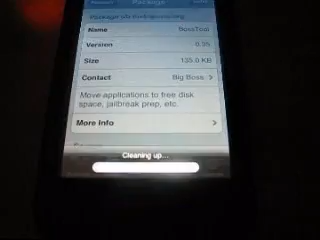 Package
Name BossTool
Version 0.35
Size 135.0 KB
Contact Big Boss
Move applications to free disk
space, jailbreak prep, etc.
More Info
Cleaning up...